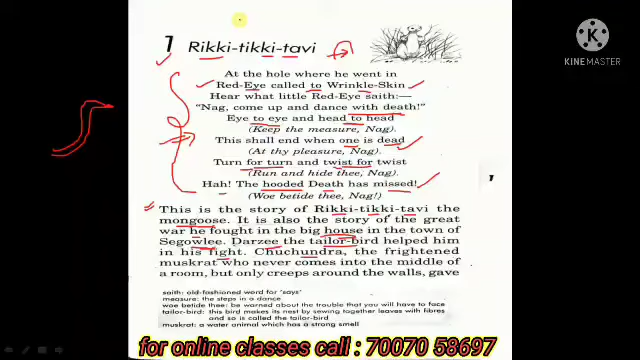 KINEMASTER
1 Rikki-tikki-tavi
At the hole where he went in
Red-Eye called to Wrinkle-Skin
Hear what little Red-Eye saith:—
"Nag, come up and dance with death!"
Eye to eye and head to head
(Keep the measure, Nag).
This shall end when one is dead
(At thy pleasure, Nag).
Turn for turn and twist for twist
(Run and hide thee, Nag).
Hah! The hooded Death has missed!
(Woe betide thee, Nag!)
This is the story of Rikki-tikki-tavi the
mongoose. It is also the story of the great
war he fought in the big house in the town of
Segowlee. Darzee the tailor-bird helped him
in his fight. Chuchundra, the frightened
muskrat who never comes into the middle of
a room, but only creeps around the walls, gave
saith: old-fashioned word for 'says'
measure: the steps in a dance
woe betide thee: be warned about the trouble that you will have to face
tailor-bird: this bird makes its nest by sewing together leaves with fibres
and so is called the tailor-bird
muskrat: a water animal which has a strong smell
for online classes call : 70070 58697